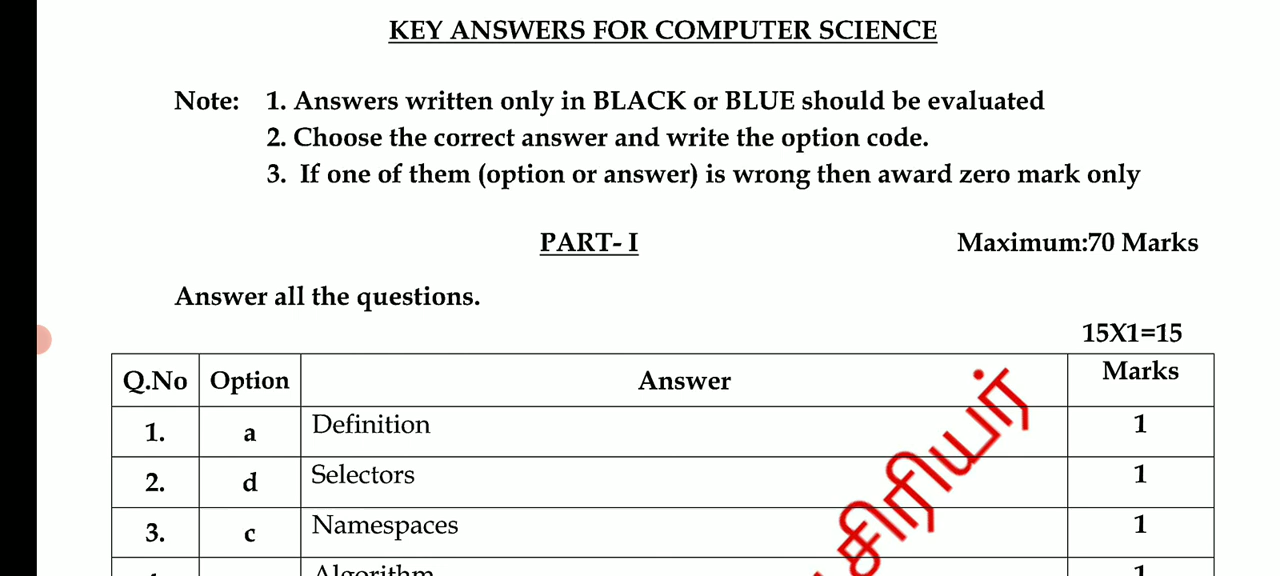 KEY ANSWERS FOR COMPUTER SCIENCE
Note: 1. Answers written only in BLACK or BLUE should be evaluated
2. Choose the correct answer and write the option code.
3. If one of them (option or answer) is wrong then award zero mark only
PART- I Maximum:70 Marks
Answer all the questions.
15X1=15
Q.No Option Answer Marks
1. a Definition 1
2. d Selectors 1
3. c Namespaces 1
Algorithm 1
சிரியர்